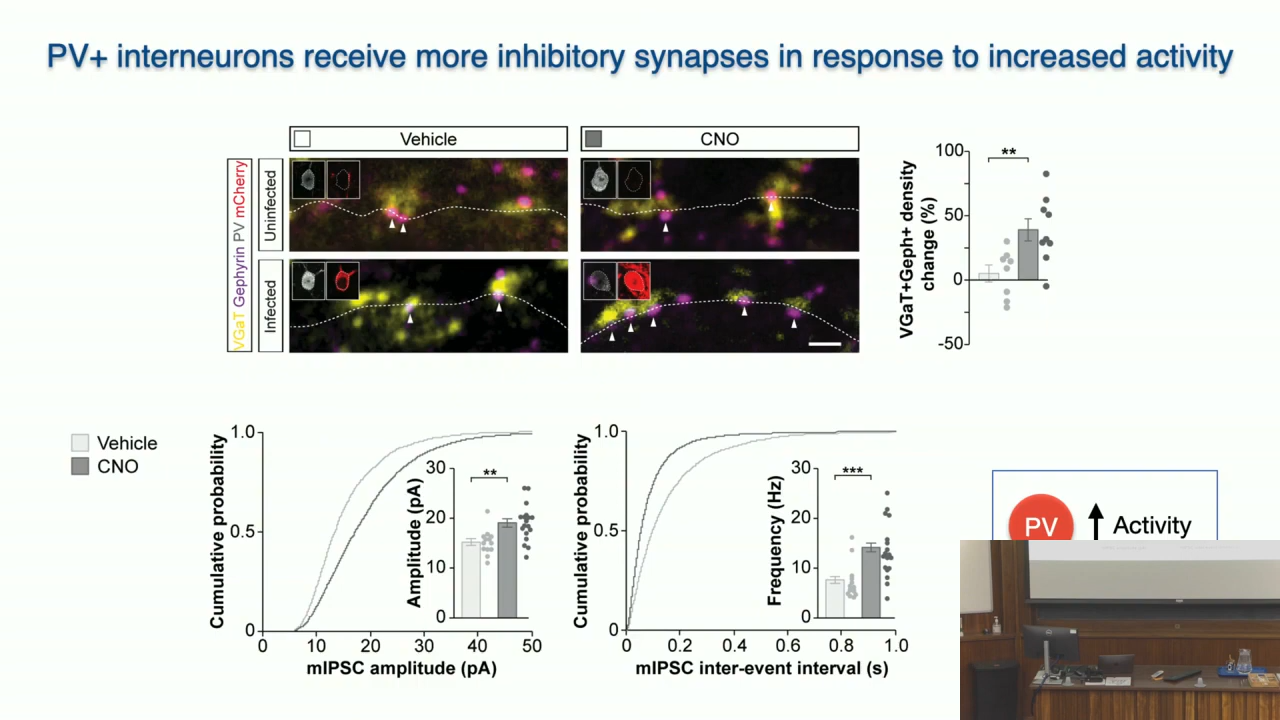 PV+ interneurons receive more inhibitory synapses in response to increased activity
Vehicle
CNO
VGaT Gephyrin PV mCherry
Uninfected
Infected
VGaT+Geph+ density
change (%)
100
50
0
-50
**
Vehicle
CNO
Cumulative probability
1.0
0.5
0
0 10 20 30 40 50
mIPSC amplitude (pA)
Amplitude (pA)
30
20
10
0
**
Cumulative probability
1.0
0.5
0
0 0.2 0.4 0.6 0.8 1.0
mIPSC inter-event interval (s)
Frequency (Hz)
30
20
10
0
***
PV
Activity